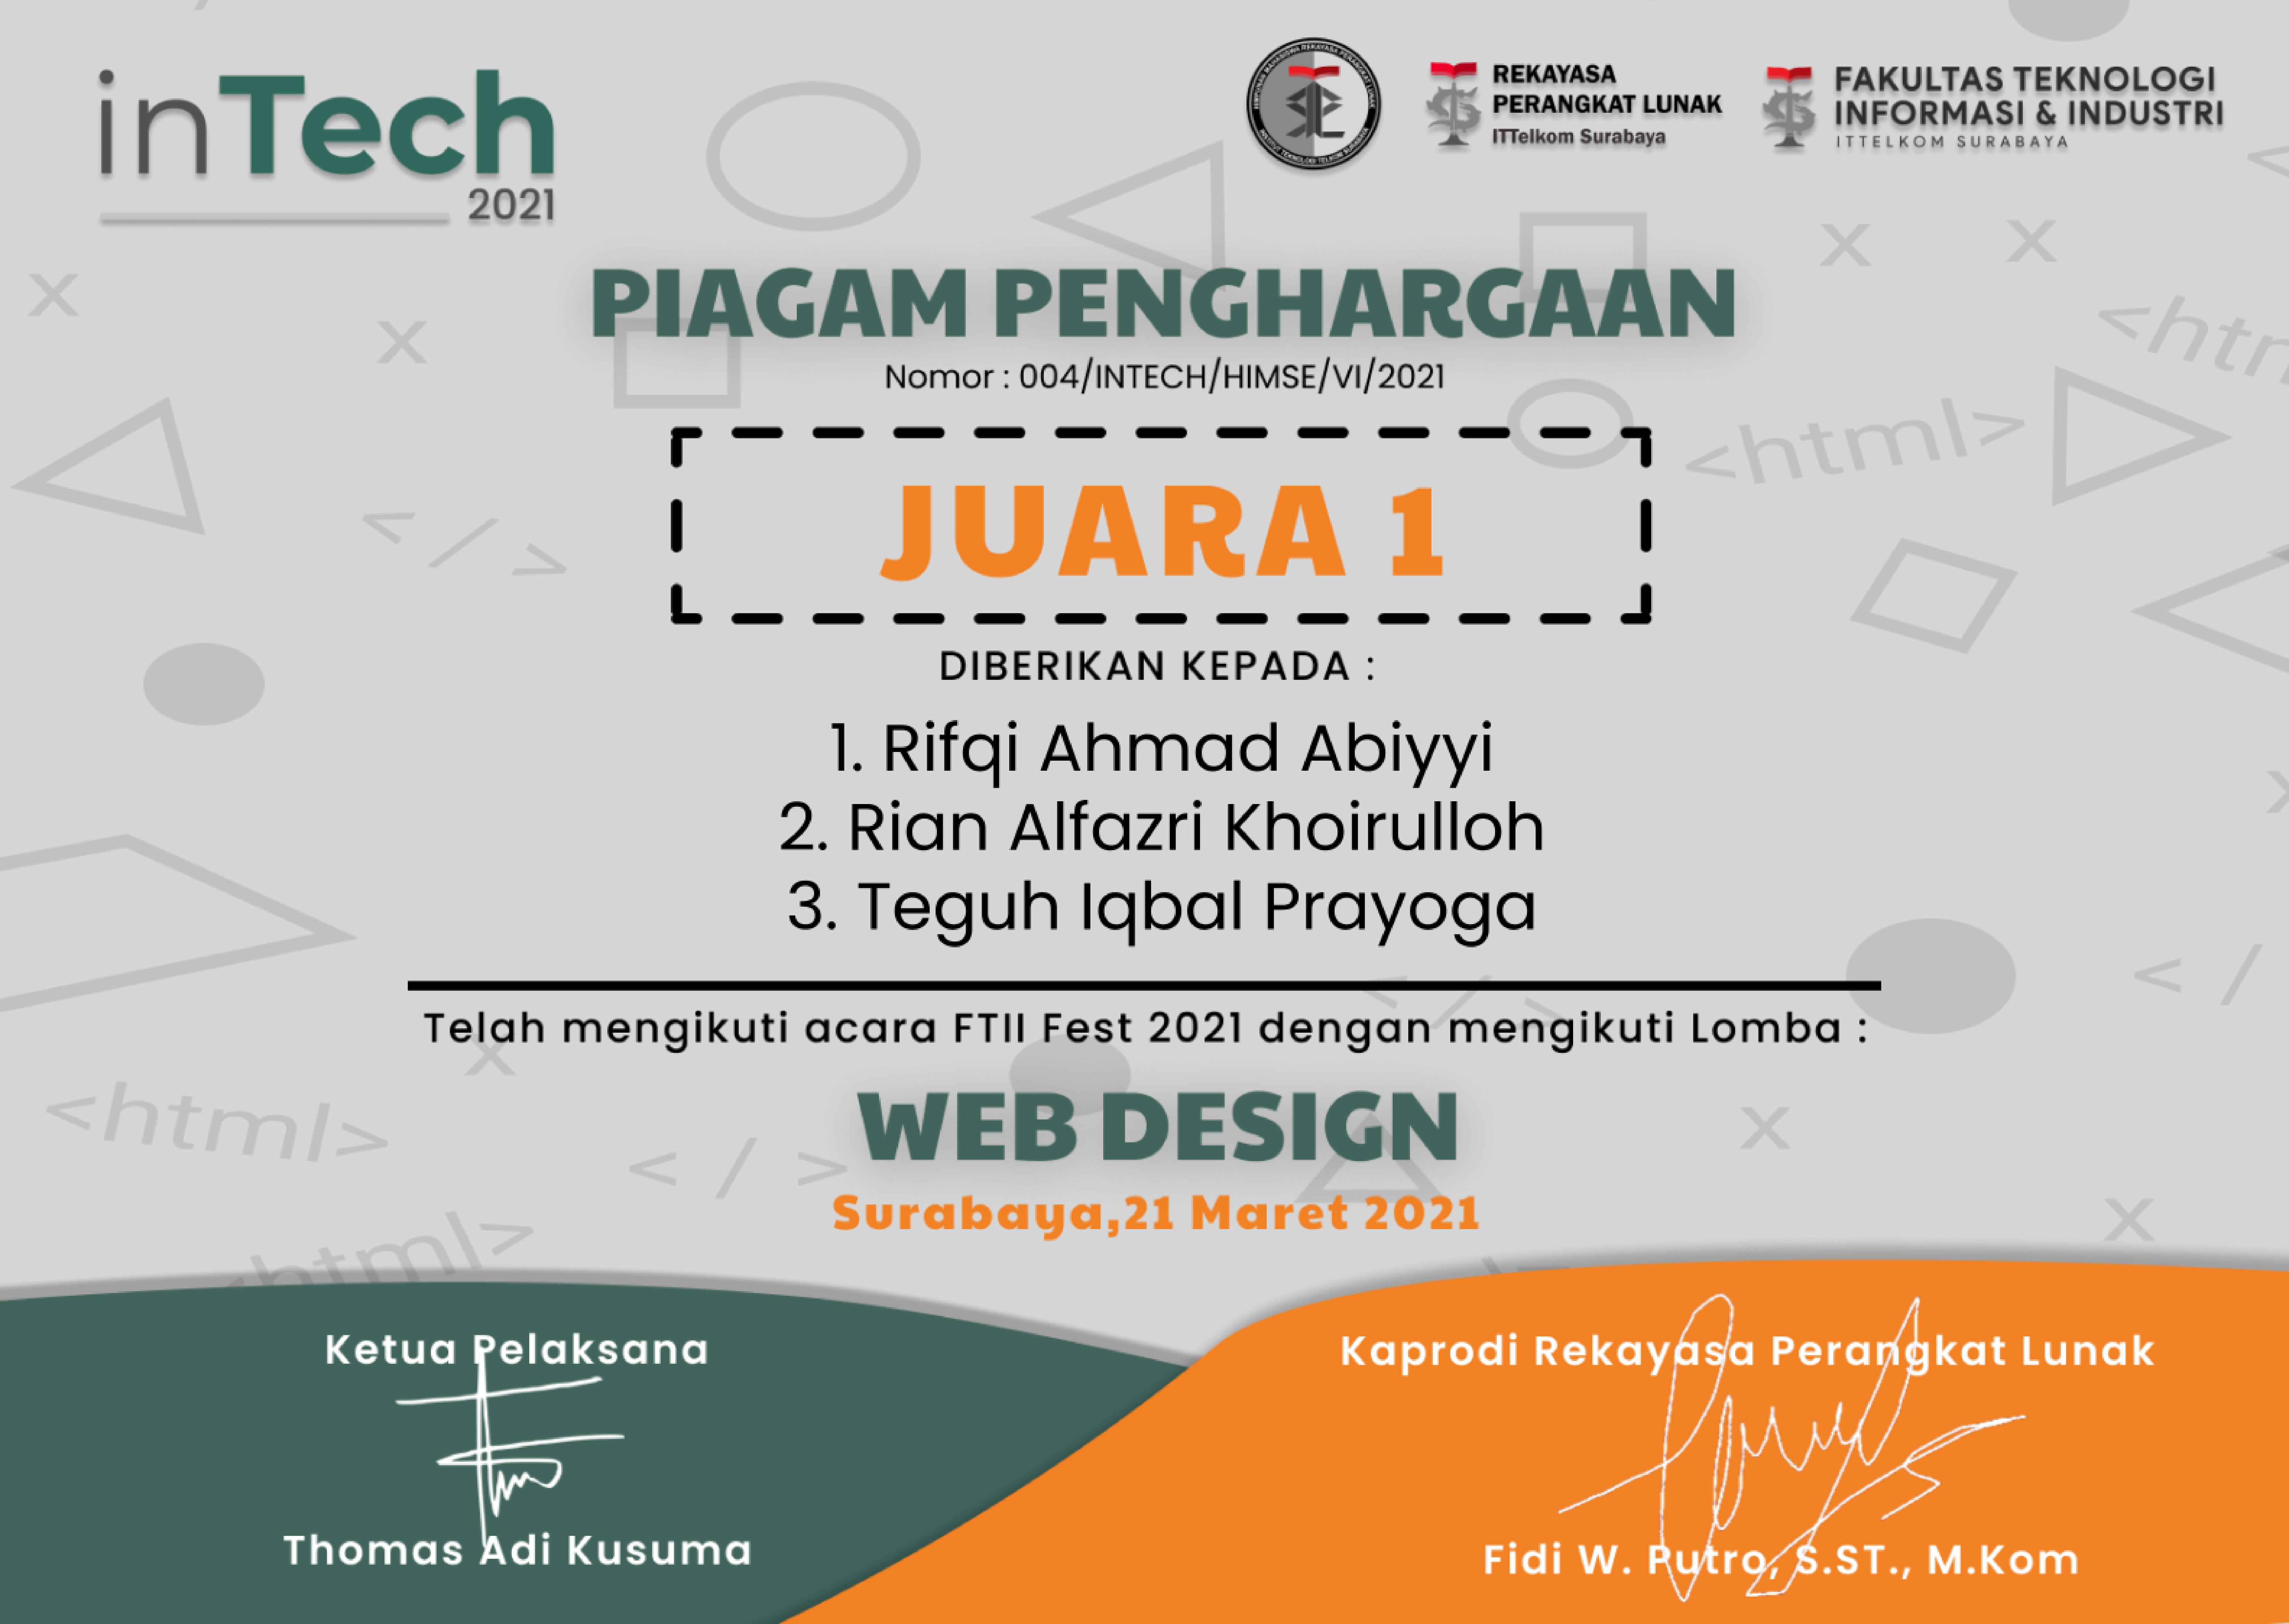 inTech
2021
REKAYASA
PERANGKAT LUNAK
ITTelkom Surabaya
FAKULTAS TEKNOLOGI
INFORMASI & INDUSTRI
ITTELKOM SURABAYA
PIAGAM PENGHARGAAN
Nomor : 004/INTECH/HIMSE/VI/2021
JUARA 1
DIBERIKAN KEPADA :
1. Rifqi Ahmad Abiyyi
2. Rian Alfazri Khoirulloh
3. Teguh Iqbal Prayoga
Telah mengikuti acara FTII Fest 2021 dengan mengikuti Lomba :
WEB DESIGN
Surabaya,21 Maret 2021
Ketua Pelaksana
Thomas Adi Kusuma
Kaprodi Rekayasa Perangkat Lunak
Fidi W. Putro, S.ST., M.Kom
<html>
</>
<html>
</>
</>
</>